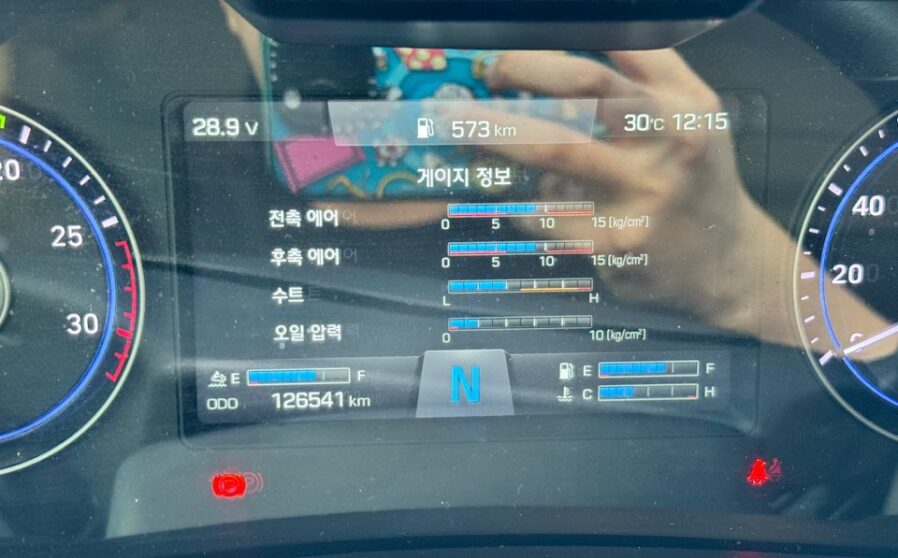 28.9 V
573 km
30℃ 12:15
게이지 정보
전축 에어
0 5 10 15 [kg/cm²]
후축 에어
0 5 10 15 [kg/cm²]
수트
L H
오일 압력
0 10 [kg/cm²]
E F
ODO 126541 km
N
E F
C H
20
25
30
40
20
0